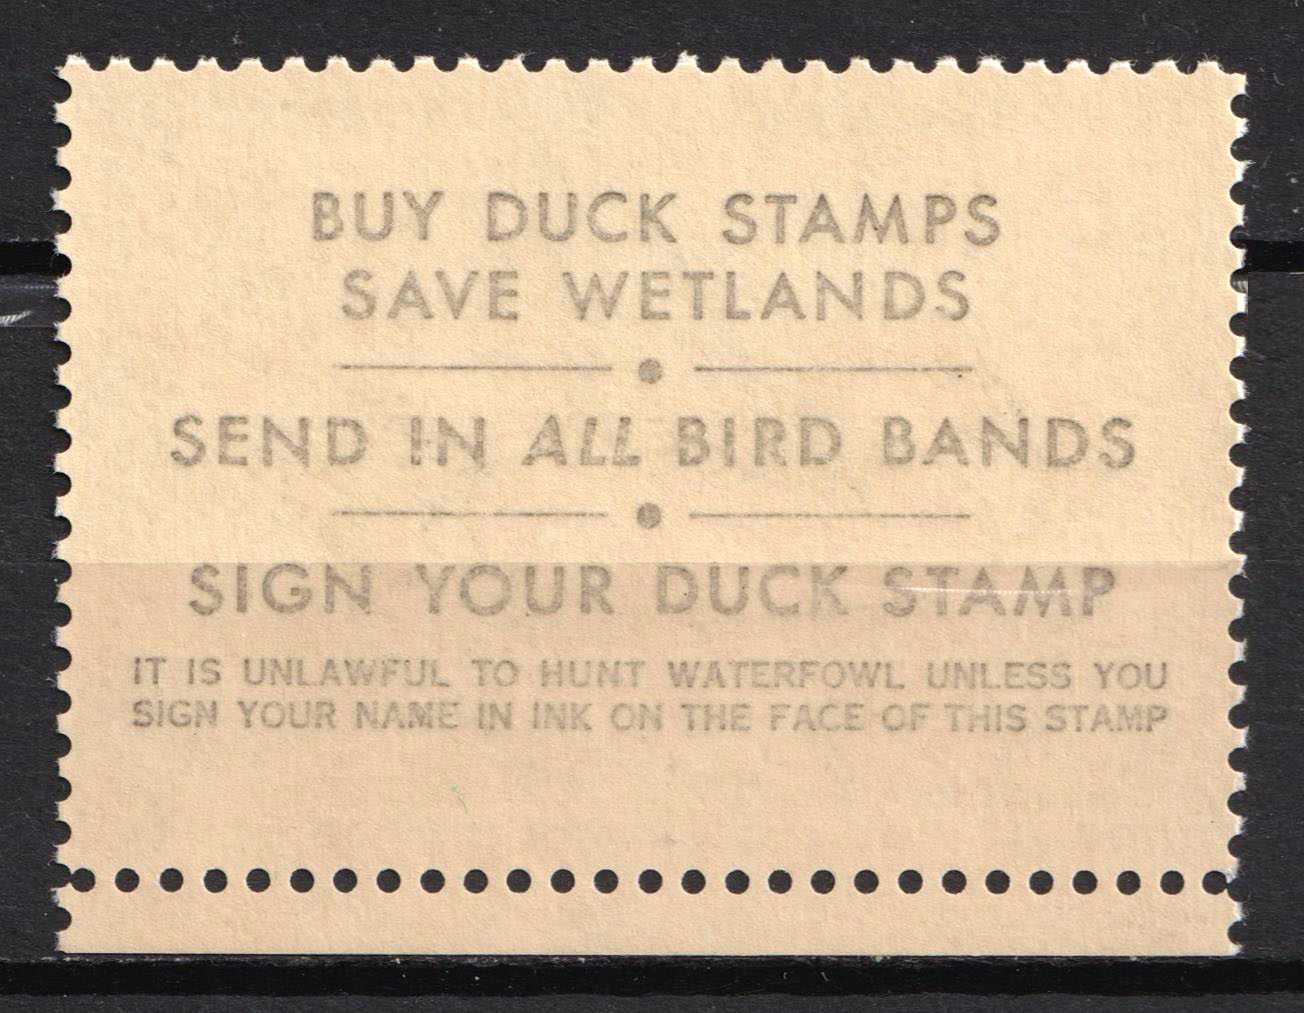 BUY DUCK STAMPS
SAVE WETLANDS
SEND IN ALL BIRD BANDS
SIGN YOUR DUCK STAMP
IT IS UNLAWFUL TO HUNT WATERFOWL UNLESS YOU
SIGN YOUR NAME IN INK ON THE FACE OF THIS STAMP